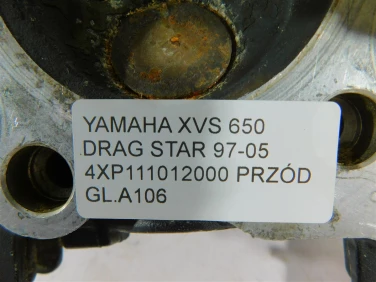 YAMAHA XVS 650
DRAG STAR 97-05
4XP111012000 PRZÓD
GL.A106